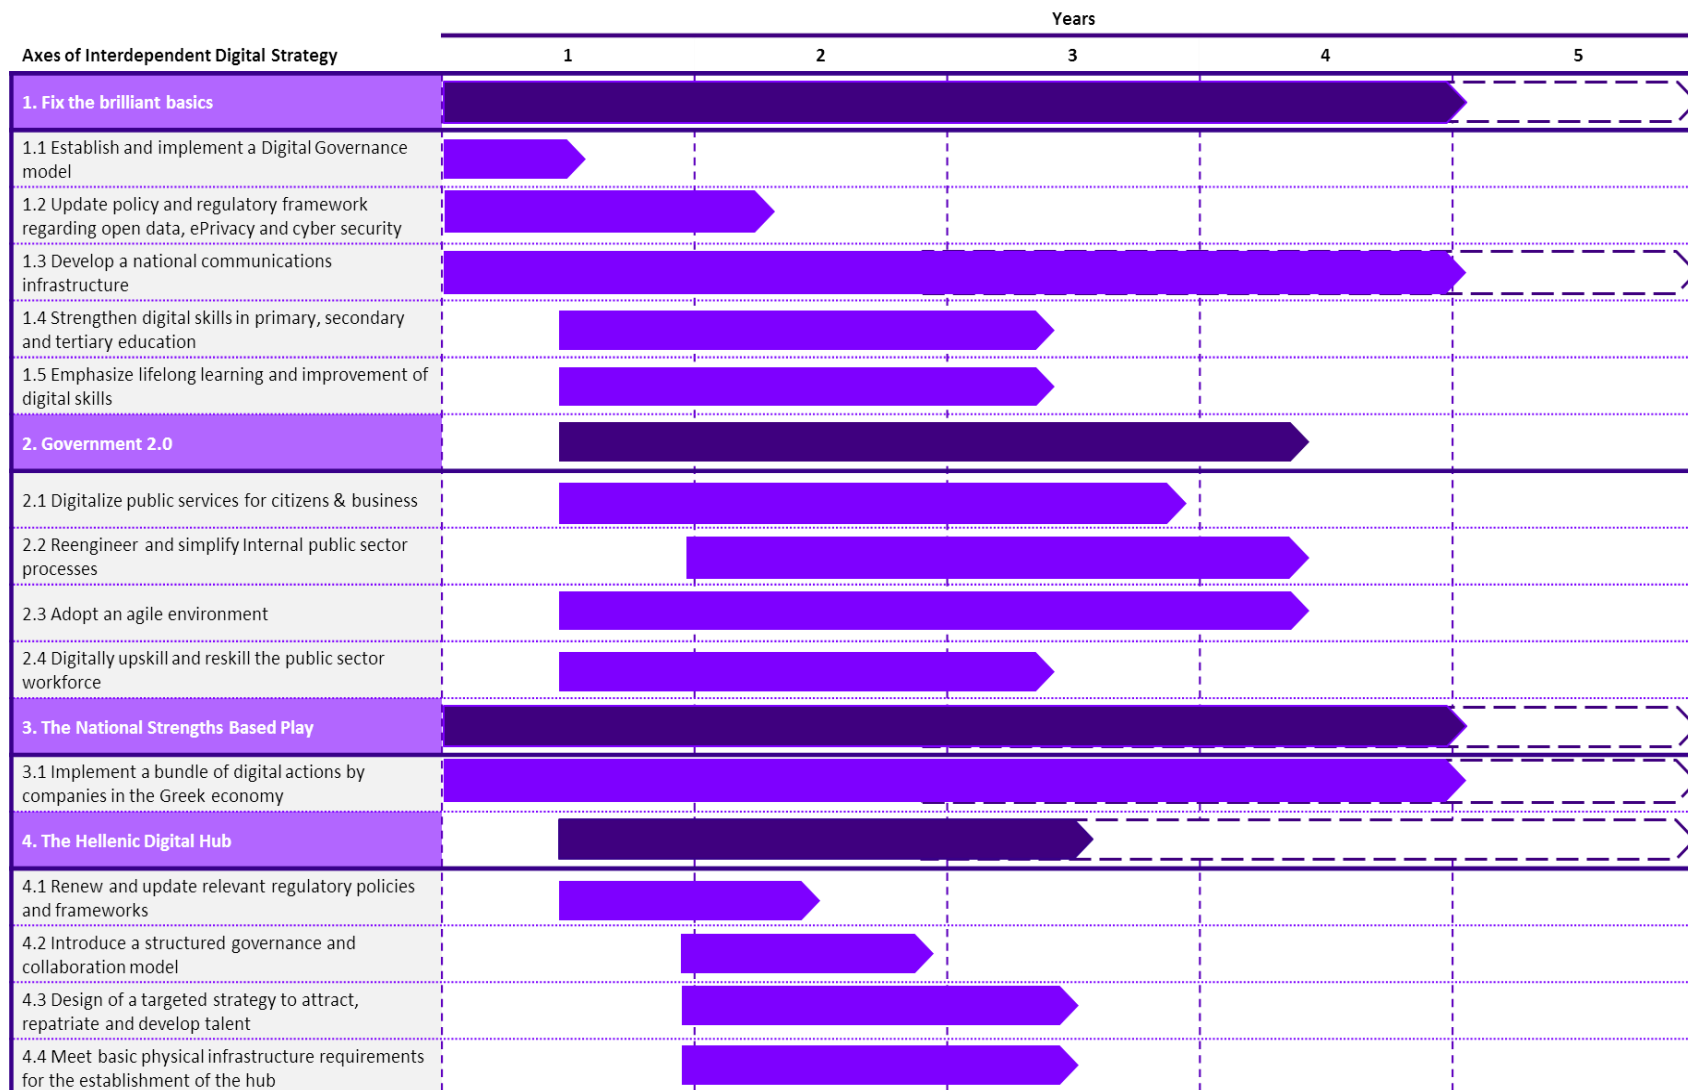 Years
Axes of Interdependent Digital Strategy
1
2
3
4
5
1. Fix the brilliant basics
1.1 Establish and implement a Digital Governance
model
1.2 Update policy and regulatory framework
regarding open data, ePrivacy and cyber security
1.3 Develop a national communications
infrastructure
1.4 Strengthen digital skills in primary, secondary
and tertiary education
1.5 Emphasize lifelong learning and improvement of
digital skills
2. Government 2.0
2.1 Digitalize public services for citizens & business
2.2 Reengineer and simplify Internal public sector
processes
2.3 Adopt an agile environment
2.4 Digitally upskill and reskill the public sector
workforce
3. The National Strengths Based Play
3.1 Implement a bundle of digital actions by
companies in the Greek economy
4. The Hellenic Digital Hub
4.1 Renew and update relevant regulatory policies
and frameworks
4.2 Introduce a structured governance and
collaboration model
4.3 Design of a targeted strategy to attract,
repatriate and develop talent
4.4 Meet basic physical infrastructure requirements
for the establishment of the hub